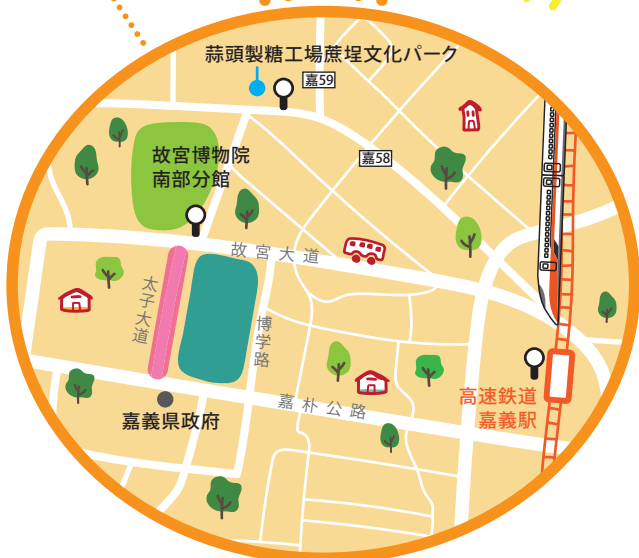 蒜頭製糖工場蔗埕文化パーク
嘉59
嘉58
故宮博物院
南部分館
故宮大道
太子大道
博学路
高速鉄道
嘉義駅
嘉朴公路
嘉義県政府